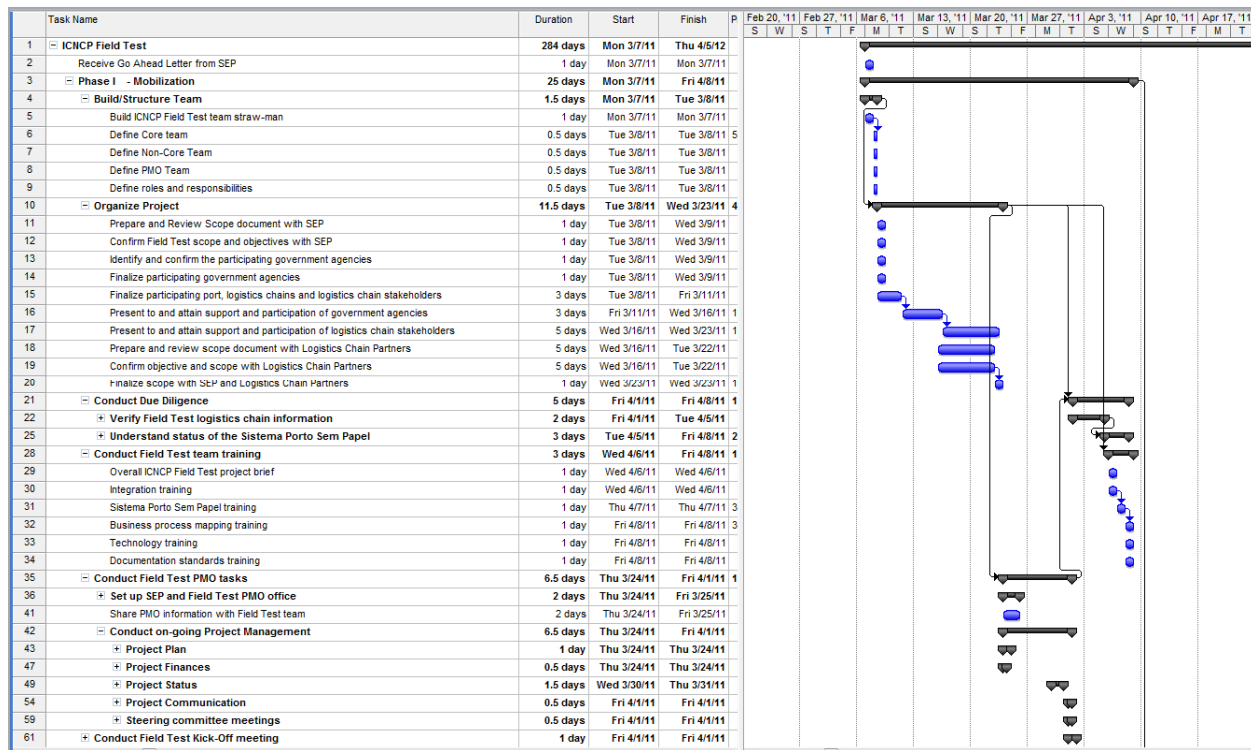 Task Name Duration Start Finish P Feb 20, '11 Feb 27, '11 Mar 6, '11 Mar 13, '11 Mar 20, '11 Mar 27, '11 Apr 3, '11 Apr 10, '11 Apr 17, '11
S W S T F M T S W S T F M T S W S T F M T
1 ICNCP Field Test 284 days Mon 3/7/11 Thu 4/5/12
2 Receive Go Ahead Letter from SEP 1 day Mon 3/7/11 Mon 3/7/11
3 Phase I - Mobilization 25 days Mon 3/7/11 Fri 4/8/11
4 Build/Structure Team 1.5 days Mon 3/7/11 Tue 3/8/11
5 Build ICNCP Field Test team straw-man 1 day Mon 3/7/11 Mon 3/7/11
6 Define Core team 0.5 days Tue 3/8/11 Tue 3/8/11 5
7 Define Non-Core Team 0.5 days Tue 3/8/11 Tue 3/8/11
8 Define PMO Team 0.5 days Tue 3/8/11 Tue 3/8/11
9 Define roles and responsibilities 0.5 days Tue 3/8/11 Tue 3/8/11
10 Organize Project 11.5 days Tue 3/8/11 Wed 3/23/11 4
11 Prepare and Review Scope document with SEP 1 day Tue 3/8/11 Wed 3/9/11
12 Confirm Field Test scope and objectives with SEP 1 day Tue 3/8/11 Wed 3/9/11
13 Identify and confirm the participating government agencies 1 day Tue 3/8/11 Wed 3/9/11
14 Finalize participating government agencies 1 day Tue 3/8/11 Wed 3/9/11
15 Finalize participating port, logistics chains and logistics chain stakeholders 3 days Tue 3/8/11 Fri 3/11/11
16 Present to and attain support and participation of government agencies 3 days Fri 3/11/11 Wed 3/16/11 1
17 Present to and attain support and participation of logistics chain stakeholders 5 days Wed 3/16/11 Wed 3/23/11 1
18 Prepare and review scope document with Logistics Chain Partners 5 days Wed 3/16/11 Tue 3/22/11
19 Confirm objective and scope with Logistics Chain Partners 5 days Wed 3/16/11 Tue 3/22/11
20 Finalize scope with SEP and Logistics Chain Partners 1 day Wed 3/23/11 Wed 3/23/11 1
21 Conduct Due Diligence 5 days Fri 4/1/11 Fri 4/8/11 1
22 Verify Field Test logistics chain information 2 days Fri 4/1/11 Tue 4/5/11
25 Understand status of the Sistema Porto Sem Papel 3 days Tue 4/5/11 Fri 4/8/11 2
28 Conduct Field Test team training 3 days Wed 4/6/11 Fri 4/8/11 1
29 Overall ICNCP Field Test project brief 1 day Wed 4/6/11 Wed 4/6/11
30 Integration training 1 day Wed 4/6/11 Wed 4/6/11
31 Sistema Porto Sem Papel training 1 day Thu 4/7/11 Thu 4/7/11 3
32 Business process mapping training 1 day Fri 4/8/11 Fri 4/8/11 3
33 Technology training 1 day Fri 4/8/11 Fri 4/8/11
34 Documentation standards training 1 day Fri 4/8/11 Fri 4/8/11
35 Conduct Field Test PMO tasks 6.5 days Thu 3/24/11 Fri 4/1/11 1
36 Set up SEP and Field Test PMO office 2 days Thu 3/24/11 Fri 3/25/11
41 Share PMO information with Field Test team 2 days Thu 3/24/11 Fri 3/25/11
42 Conduct on-going Project Management 6.5 days Thu 3/24/11 Fri 4/1/11
43 Project Plan 1 day Thu 3/24/11 Thu 3/24/11
47 Project Finances 0.5 days Thu 3/24/11 Thu 3/24/11
49 Project Status 1.5 days Wed 3/30/11 Thu 3/31/11
54 Project Communication 0.5 days Fri 4/1/11 Fri 4/1/11
59 Steering committee meetings 0.5 days Fri 4/1/11 Fri 4/1/11
61 Conduct Field Test Kick-Off meeting 1 day Fri 4/1/11 Fri 4/1/11